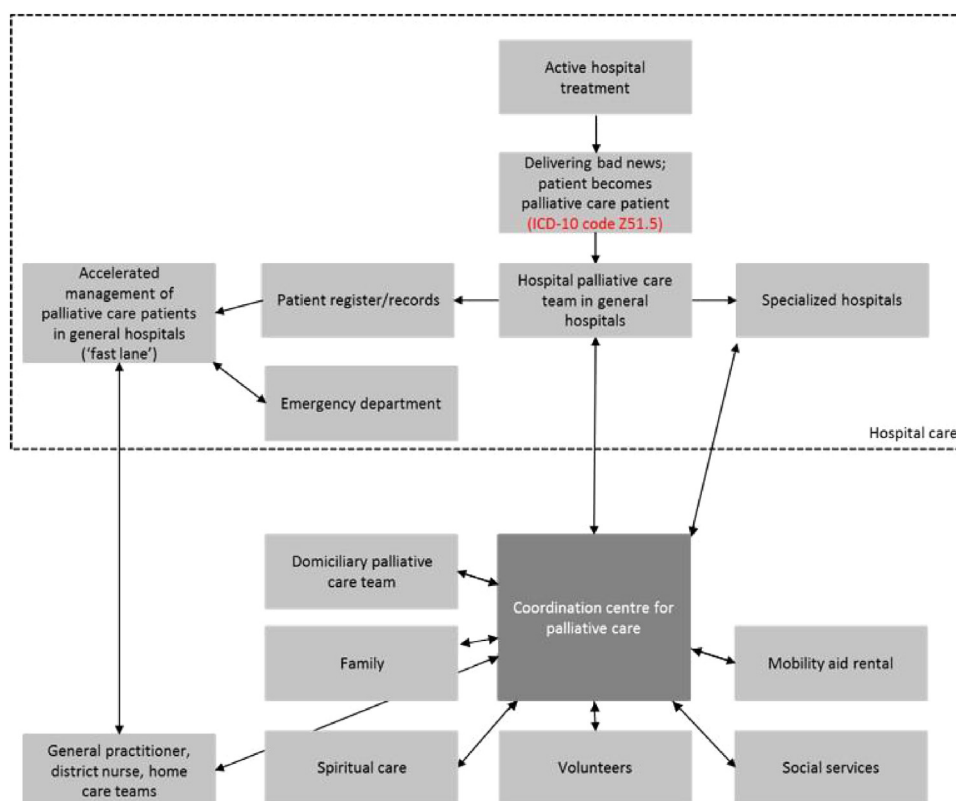 Active hospital
treatment
Delivering bad news;
patient becomes
palliative care patient
(ICD-10 code Z51.5)
Accelerated
management of
palliative care patients
in general hospitals
('fast lane')
Patient register/records
Hospital palliative care
team in general
hospitals
Specialized hospitals
Emergency department
Hospital care
Domiciliary palliative
care team
Coordination centre for
palliative care
Family
Mobility aid rental
General practitioner,
district nurse, home
care teams
Spiritual care
Volunteers
Social services